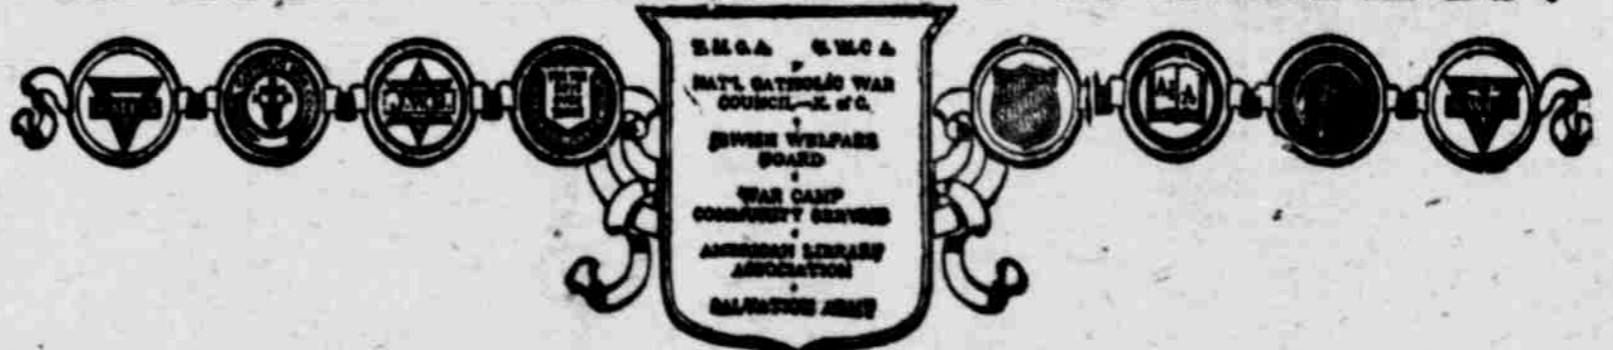 Y.M.C.A. Y.W.C.A.
NAT'L CATHOLIC WAR
COUNCIL—K. of C.
JEWISH WELFARE
BOARD
WAR CAMP
COMMUNITY SERVICE
AMERICAN LIBRARY
ASSOCIATION
SALVATION ARMY